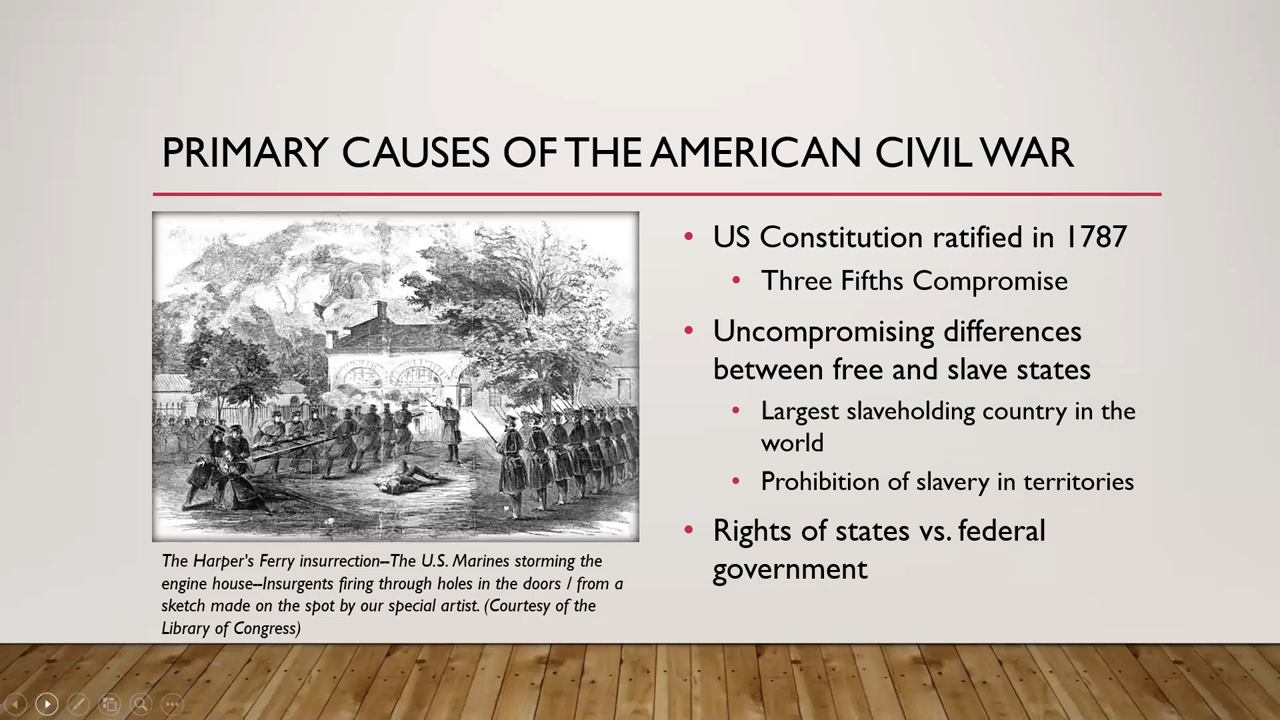 PRIMARY CAUSES OF THE AMERICAN CIVIL WAR
The Harper's Ferry insurrection--The U.S. Marines storming the
engine house--Insurgents firing through holes in the doors / from a
sketch made on the spot by our special artist. (Courtesy of the
Library of Congress)
• US Constitution ratified in 1787
• Three Fifths Compromise
• Uncompromising differences
between free and slave states
• Largest slaveholding country in the
world
• Prohibition of slavery in territories
• Rights of states vs. federal
government